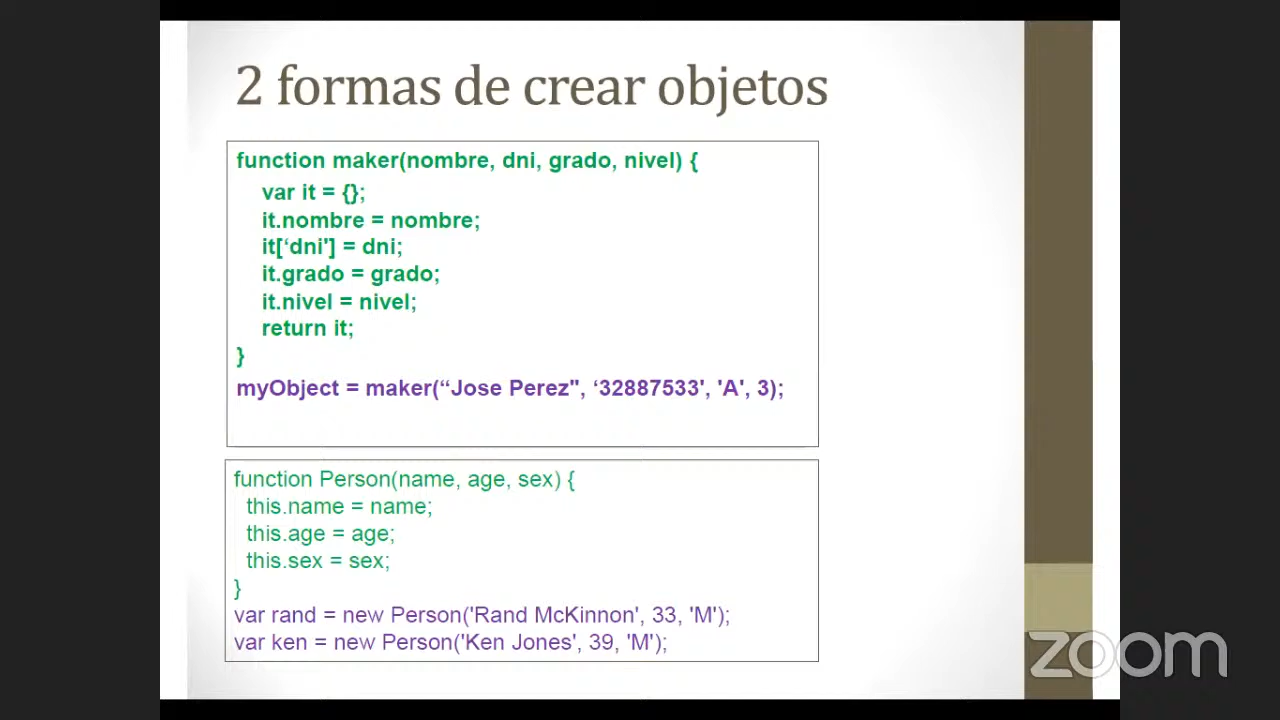 2 formas de crear objetos
function maker(nombre, dni, grado, nivel) {
var it = {};
it.nombre = nombre;
it[‘dni'] = dni;
it.grado = grado;
it.nivel = nivel;
return it;
}
myObject = maker(“Jose Perez", ‘32887533', 'A', 3);
function Person(name, age, sex) {
this.name = name;
this.age = age;
this.sex = sex;
}
var rand = new Person('Rand McKinnon', 33, 'M');
var ken = new Person('Ken Jones', 39, 'M');
zoom